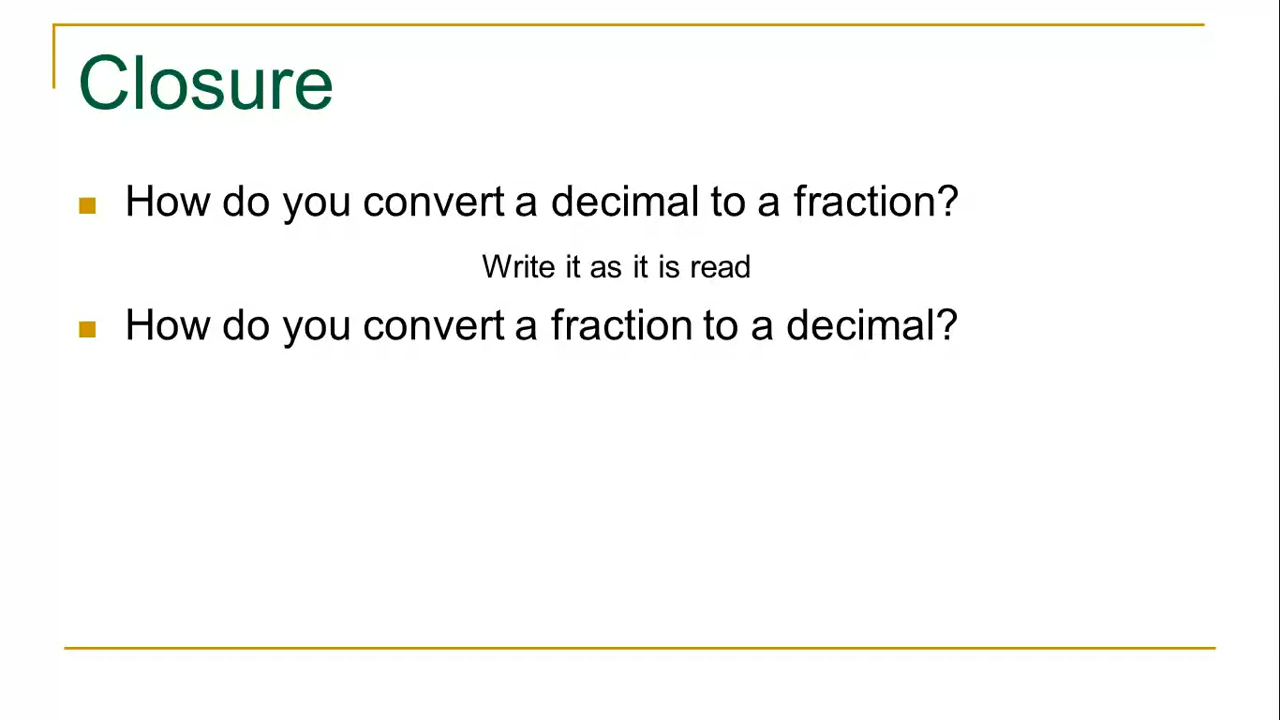 Closure
How do you convert a decimal to a fraction?
Write it as it is read
How do you convert a fraction to a decimal?